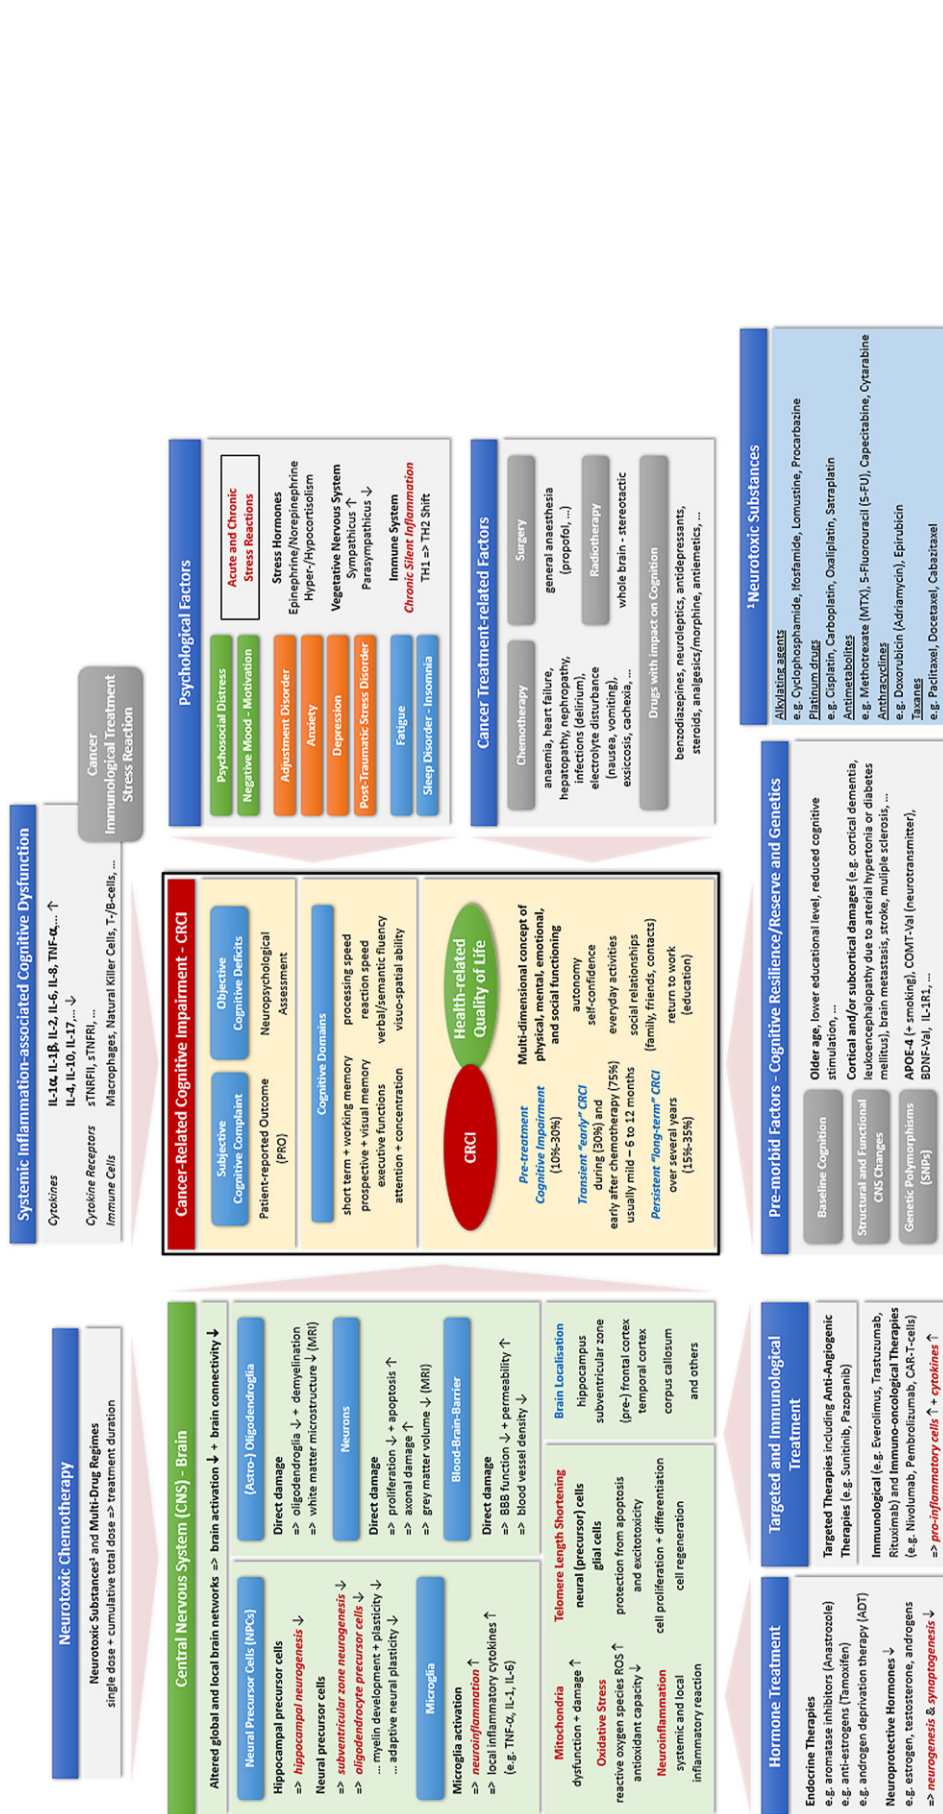 Neurotoxic Chemotherapy
Neurotoxic Substances¹ and Multi-Drug Regimes
single dose + cumulative total dose => treatment duration
Systemic Inflammation-associated Cognitive Dysfunction
Cytokines
IL-1α, IL-1β, IL-2, IL-6, IL-8, TNF-α,... ↑
IL-4, IL-10, IL-17,... ↓
Cytokine Receptors
sTNRFII, sTNFRI, ...
Immune Cells
Macrophages, Natural Killer Cells, T-/B-cells, ...
Cancer
Immunological Treatment
Stress Reaction
Central Nervous System (CNS) - Brain
Altered global and local brain networks => brain activation ↓ + brain connectivity ↓
Neural Precursor Cells (NPCs)
Hippocampal precursor cells
=> hippocampal neurogenesis ↓
Neural precursor cells
=> subventricular zone neurogenesis ↓
=> oligodendrocyte precursor cells ↓
... myelin development + plasticity ↓
... adaptive neural plasticity ↓
Microglia
Microglia activation
=> neuroinflammation ↑
=> local inflammatory cytokines ↑
(e.g. TNF-α, IL-1, IL-6)
(Astro-) Oligodendroglia
Direct damage
=> oligodendroglia ↓ + demyelination
=> white matter microstructure ↓ (MRI)
Neurons
Direct damage
=> proliferation ↓ + apoptosis ↑
=> axonal damage ↑
=> grey matter volume ↓ (MRI)
Blood-Brain-Barrier
Direct damage
=> BBB function ↓ + permeability ↑
=> blood vessel density ↓
Mitochondria
dysfunction + damage ↑
Oxidative Stress
reactive oxygen species ROS ↑
antioxidant capacity ↓
Neuroinflammation
systemic and local
inflammatory reaction
Telomere Length Shortening
neural (precursor) cells
glial cells
protection from apoptosis
and excitotoxicity
cell proliferation + differentiation
cell regeneration
Brain Localisation
hippocampus
subventricular zone
(pre-) frontal cortex
temporal cortex
corpus callosum
and others
Cancer-Related Cognitive Impairment - CRCI
Subjective
Cognitive Complaint
Patient-reported Outcome
(PRO)
Objective
Cognitive Deficits
Neuropsychological
Assessment
Cognitive Domains
short term + working memory
prospective + visual memory
executive functions
attention + concentration
processing speed
reaction speed
verbal/semantic fluency
visuo-spatial ability
CRCI
Health-related
Quality of Life
Pre-treatment
Cognitive Impairment
(10%-30%)
Transient "early" CRCI
during (30%) and
early after chemotherapy (75%)
usually mild – 6 to 12 months
Persistent "long-term" CRCI
over several years
(15%-35%)
Multi-dimensional concept of
physical, mental, emotional,
and social functioning
autonomy
self-confidence
everyday activities
social relationships
(family, friends, contacts)
return to work
(education)
Psychological Factors
Psychosocial Distress
Negative Mood - Motivation
Adjustment Disorder
Anxiety
Depression
Post-Traumatic Stress Disorder
Fatigue
Sleep Disorder - Insomnia
Acute and Chronic
Stress Reactions
Stress Hormones
Epinephrine/Norepinephrine
Hyper-/Hypocortisolism
Vegetative Nervous System
Sympathicus ↑
Parasympathicus ↓
Immune System
Chronic Silent Inflammation
TH1 => TH2 Shift
Cancer Treatment-related Factors
Chemotherapy
anaemia, heart failure,
hepatopathy, nephropathy,
infections (delirium),
electrolyte disturbance
(nausea, vomiting),
exsiccosis, cachexia, ...
Surgery
general anaesthesia
(propofol, ...)
Radiotherapy
whole brain - stereotactic
Drugs with impact on Cognition
benzodiazepines, neuroleptics, antidepressants,
steroids, analgesics/morphine, antiemetics, ...
Hormone Treatment
Endocrine Therapies
e.g. aromatase inhibitors (Anastrozole)
e.g. anti-estrogens (Tamoxifen)
e.g. androgen deprivation therapy (ADT)
Neuroprotective Hormones ↓
e.g. estrogen, testosterone, androgens
=> neurogenesis & synaptogenesis ↓
Targeted and Immunological
Treatment
Targeted Therapies including Anti-Angiogenic
Therapies (e.g. Sunitinib, Pazopanib)
Immunological (e.g. Everolimus, Trastuzumab,
Rituximab) and Immuno-oncological Therapies
(e.g. Nivolumab, Pembrolizumab, CAR-T-cells)
=> pro-inflammatory cells ↑ + cytokines ↑
Pre-morbid Factors - Cognitive Resilience/Reserve and Genetics
Baseline Cognition
Older age, lower educational level, reduced cognitive
stimulation, ...
Structural and Functional
CNS Changes
Cortical and/or subcortical damages (e.g. cortical dementia,
leukoencephalopathy due to arterial hypertonia or diabetes
mellitus), brain metastasis, stroke, muliple sclerosis, ...
Genetic Polymorphisms
(SNPs)
APOE-4 (+ smoking), COMT-Val (neurotransmitter),
BDNF-Val, IL-1R1 ...
¹Neurotoxic Substances
Alkylating agents
e.g. Cyclophosphamide, Ifosfamide, Lomustine, Procarbazine
Platinum drugs
e.g. Cisplatin, Carboplatin, Oxaliplatin, Satraplatin
Antimetabolites
e.g. Methotrexate (MTX), 5-Fluorouracil (5-FU), Capecitabine, Cytarabine
Anthracyclines
e.g. Doxorubicin (Adriamycin), Epirubicin
Taxanes
e.g. Paclitaxel, Docetaxel, Cabazitaxel